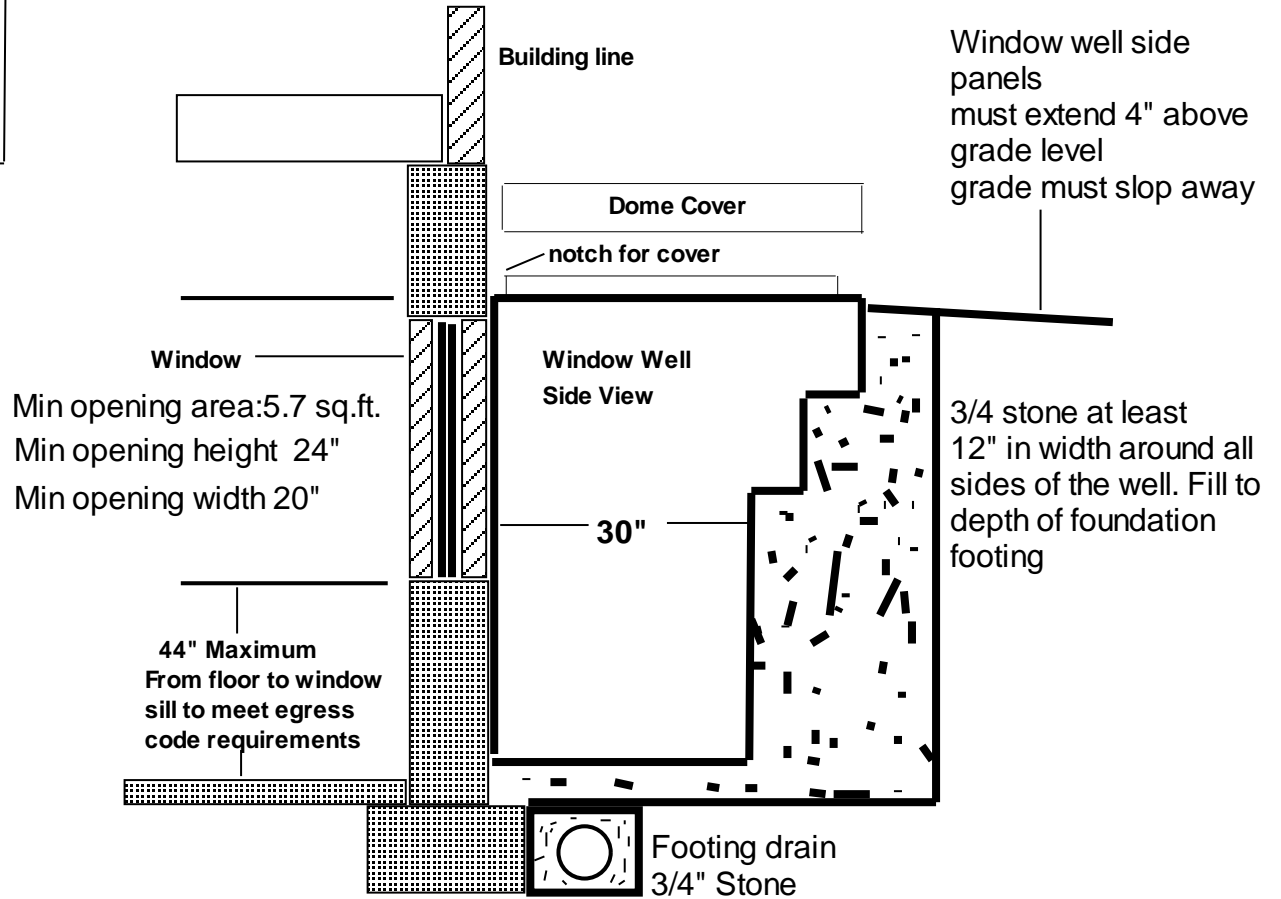 Building line
Window well side
panels
must extend 4" above
grade level
grade must slop away
Dome Cover
notch for cover
Window
Min opening area:5.7 sq.ft.
Min opening height 24"
Min opening width 20"
Window Well
Side View
30"
3/4 stone at least
12" in width around all
sides of the well. Fill to
depth of foundation
footing
44" Maximum
From floor to window
sill to meet egress
code requirements
Footing drain
3/4" Stone